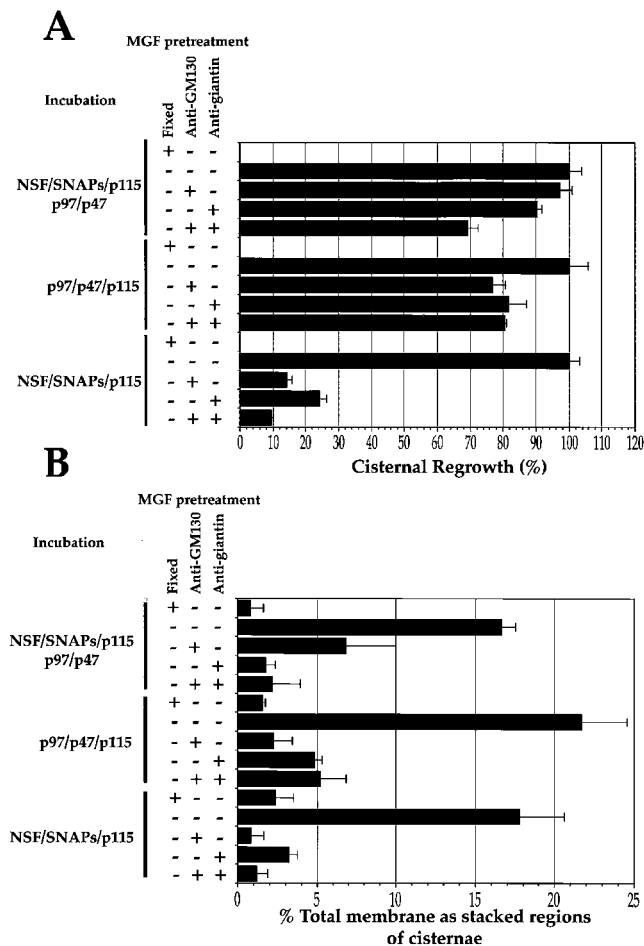 A
MGF pretreatment
Incubation
Fixed
Anti-GM130
Anti-giantin
+ - -
- - -
NSF/SNAPs/p115
- + -
p97/p47
- - +
- + +
+ - -
- - -
p97/p47/p115
- + -
- - +
- + +
+ - -
- - -
NSF/SNAPs/p115
- + -
- - +
- + +
0 10 20 30 40 50 60 70 80 90 100 110 120
Cisternal Regrowth (%)
B
MGF pretreatment
Incubation
Fixed
Anti-GM130
Anti-giantin
+ - -
- - -
NSF/SNAPs/p115
- + -
p97/p47
- - +
- + +
+ - -
- - -
p97/p47/p115
- + -
- - +
- + +
+ - -
- - -
NSF/SNAPs/p115
- + -
- - +
- + +
0 5 10 15 20 25
% Total membrane as stacked regions
of cisternae